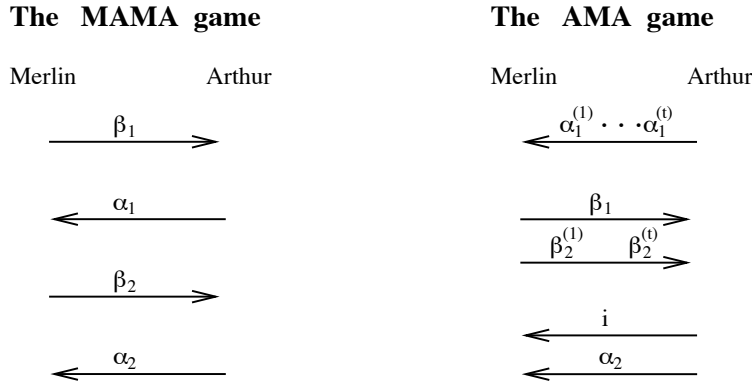 The MAMA game
Merlin Arthur
β₁
α₁
β₂
α₂
The AMA game
Merlin Arthur
α₁⁽¹⁾ · · · α₁⁽ᵗ⁾
β₁
β₂⁽¹⁾ β₂⁽ᵗ⁾
i
α₂